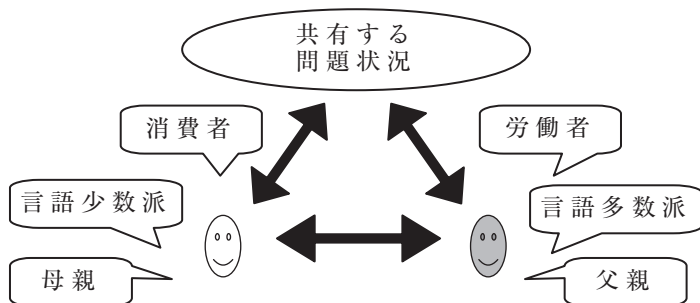 共有する
問題状況
消費者
労働者
言語少数派
言語多数派
母親
父親